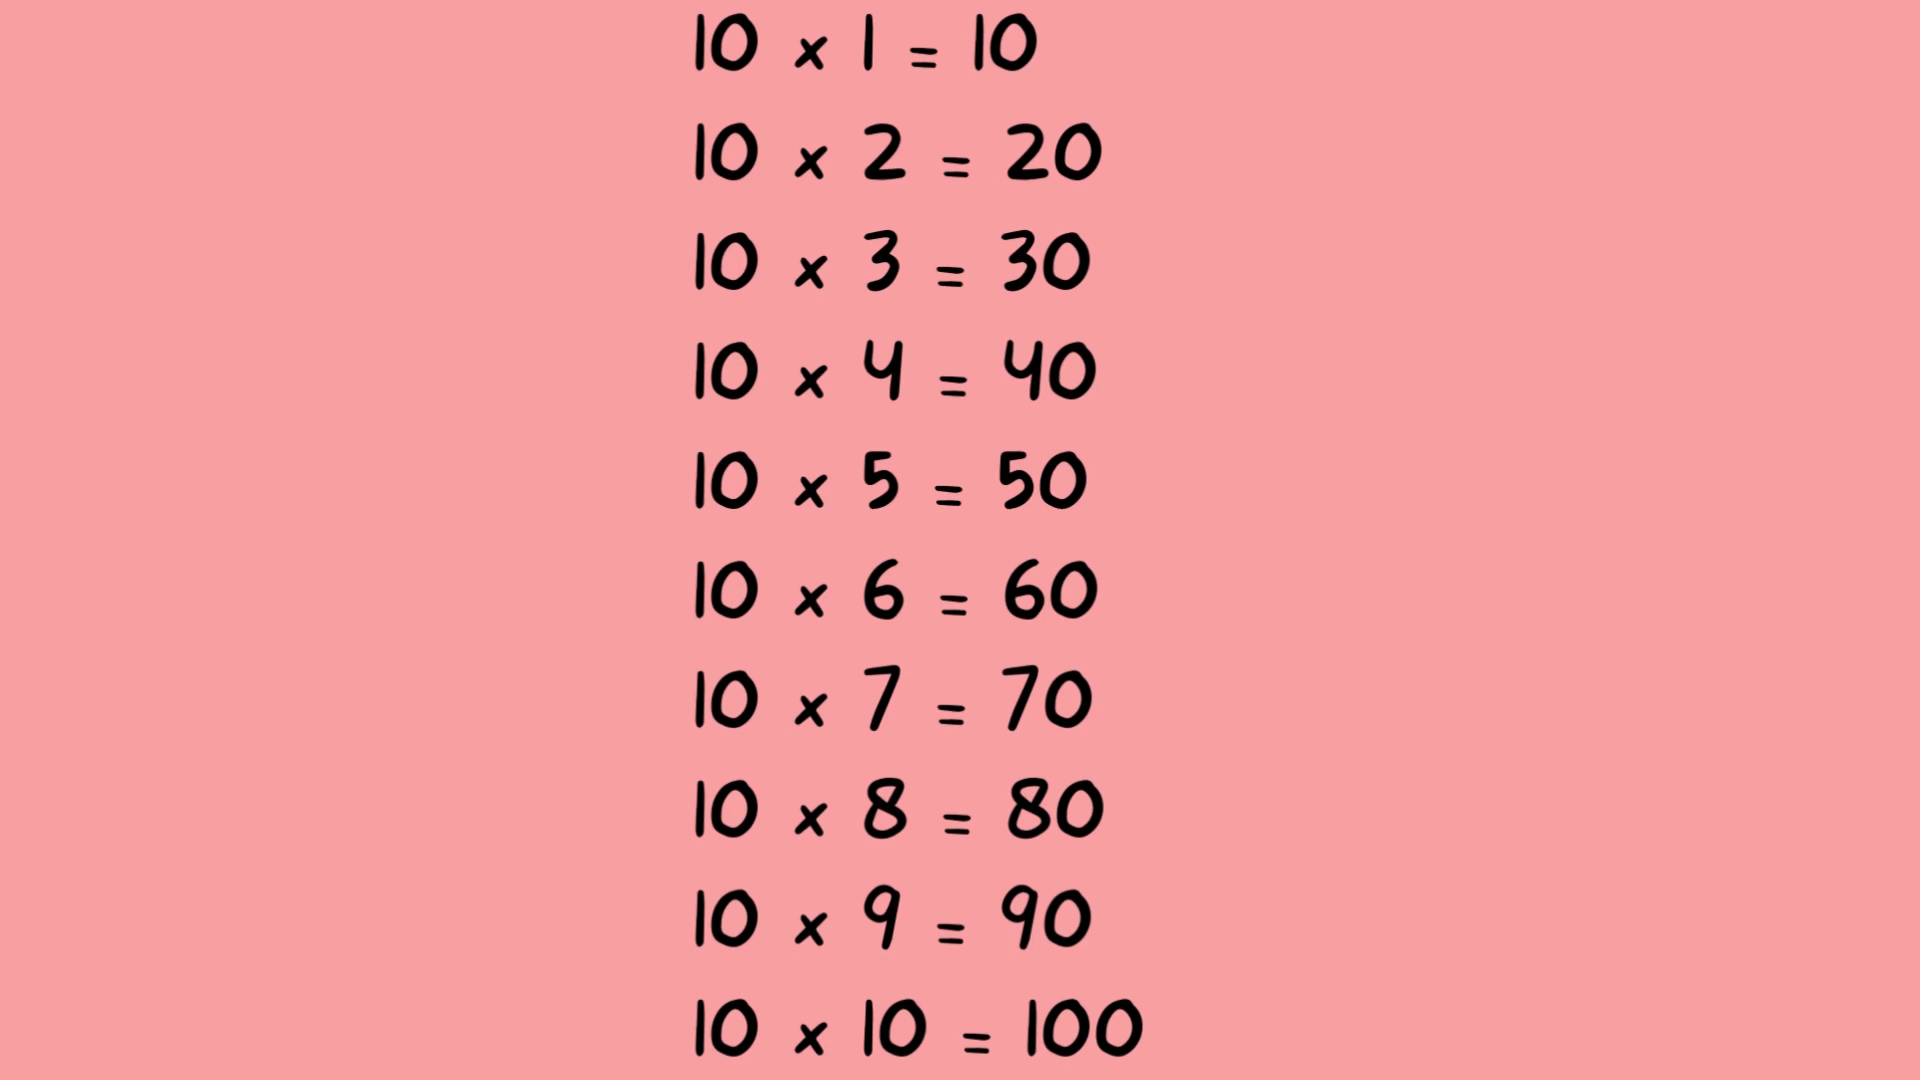 10 × 1 = 10
10 × 2 = 20
10 × 3 = 30
10 × 4 = 40
10 × 5 = 50
10 × 6 = 60
10 × 7 = 70
10 × 8 = 80
10 × 9 = 90
10 × 10 = 100